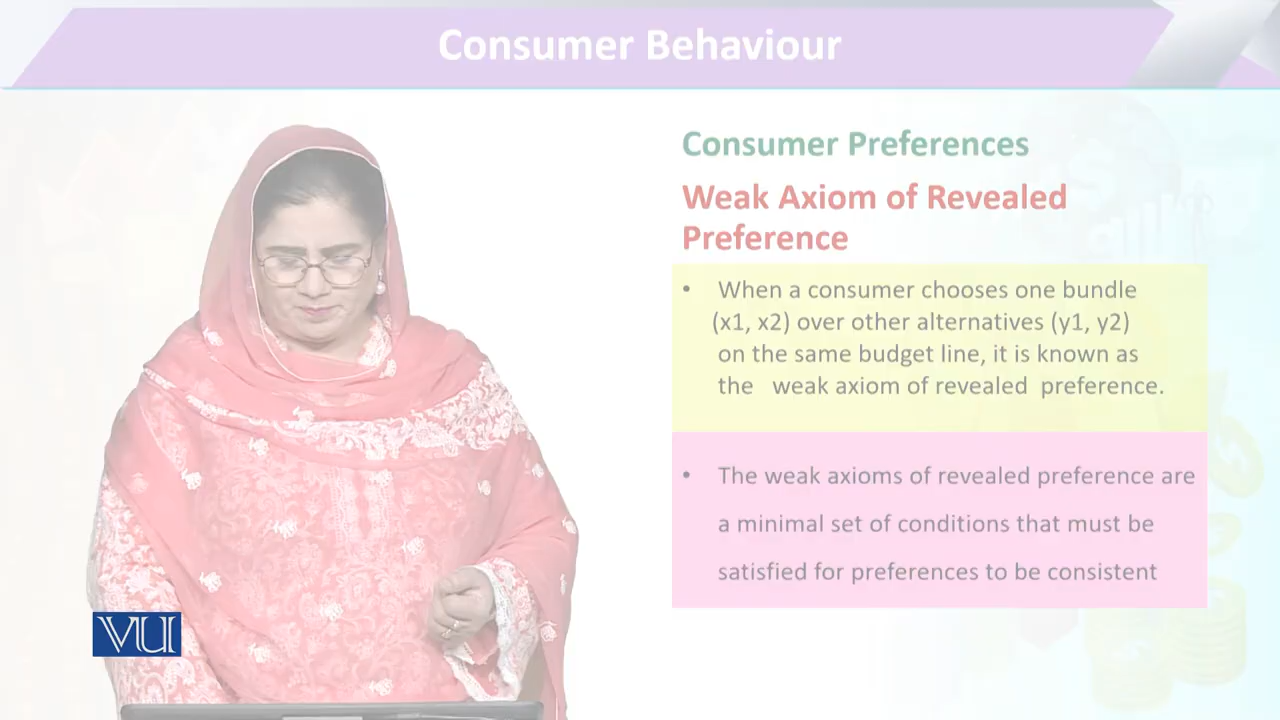 Consumer Behaviour
Consumer Preferences
Weak Axiom of Revealed
Preference
• When a consumer chooses one bundle
(x1, x2) over other alternatives (y1, y2)
on the same budget line, it is known as
the weak axiom of revealed preference.
• The weak axioms of revealed preference are
a minimal set of conditions that must be
satisfied for preferences to be consistent
VU